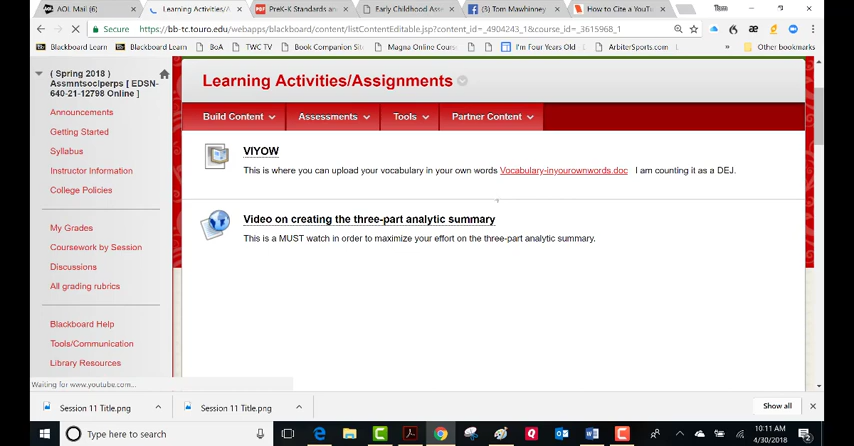 AOL Mail (6)
Learning Activities/A
PreK-K Standards an
Early Childhood Ass
(3) Tom Mawhinney
How to Cite a YouT
Thom
Secure
https://bb-tc.touro.edu/webapps/blackboard/content/listContentEditable.jsp?content_id=_4904243_1&course_id=_3615968_1
Blackboard Learn
Blackboard Learn
BoA
TWC TV
Book Companion Sit
Magna Online Cours
I'm Four Years Old
ArbiterSports.com
Other bookmarks
( Spring 2018 )
Assmntsoclperps [ EDSN-
640-21-12798 Online ]
Announcements
Getting Started
Syllabus
Instructor Information
College Policies
My Grades
Coursework by Session
Discussions
All grading rubrics
Blackboard Help
Tools/Communication
Library Resources
Learning Activities/Assignments
Build Content
Assessments
Tools
Partner Content
VIYOW
This is where you can upload your vocabulary in your own words Vocabulary-inyourownwords.doc I am counting it as a DEJ.
Video on creating the three-part analytic summary
This is a MUST watch in order to maximize your effort on the three-part analytic summary.
Waiting for www.youtube.com...
Session 11 Title.png
Session 11 Title.png
Show all
Type here to search
10:11 AM
4/30/2018